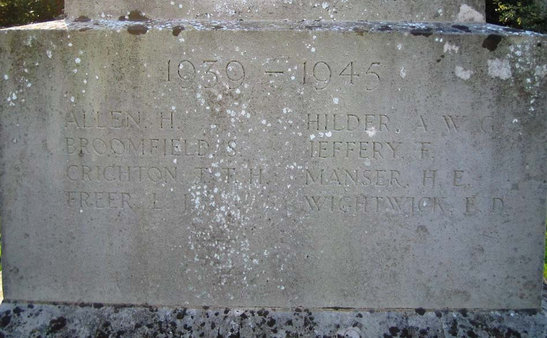 1939 – 1945
ALLEN. H.
BROOMFIELD. S.
CRICHTON T. F. H.
FREER. L. J.
HILDER. A. W. G.
JEFFERY. F.
MANSER. H. E.
WIGHTWICK. E. D.